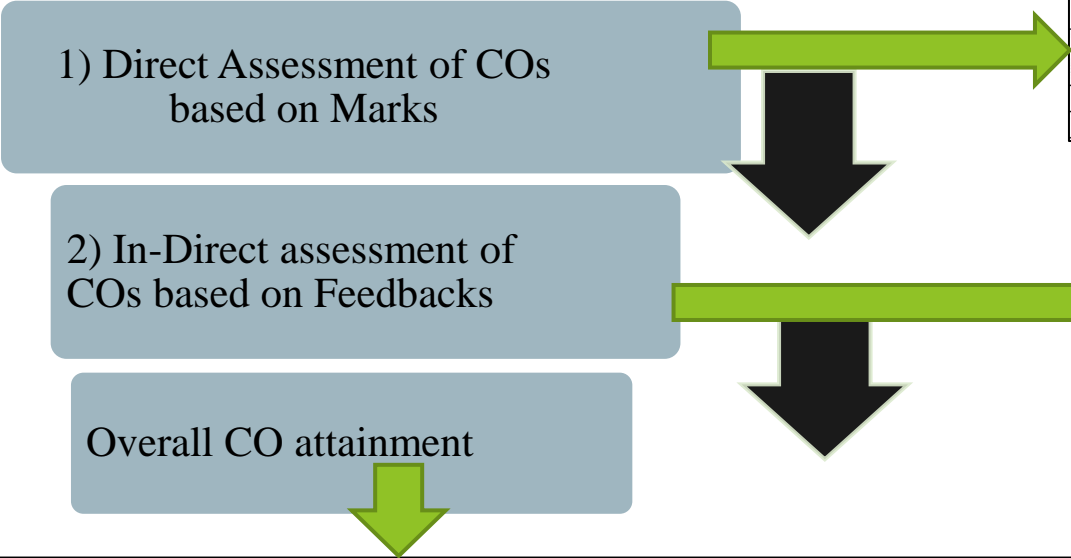 1) Direct Assessment of COs
based on Marks
2) In-Direct assessment of
COs based on Feedbacks
Overall CO attainment